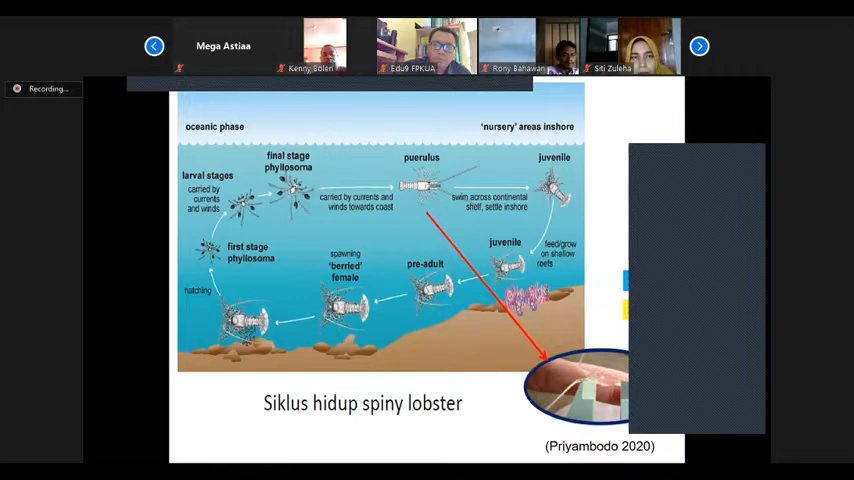 Mega Astiaa
Kenny Bolen
Edu9 FPKUA
Rony Bahawan
Siti Zuleha
Recording...
oceanic phase
'nursery' areas inshore
final stage
phyllosoma
puerulus
juvenile
larval stages
carried by
currents
and winds
carried by currents and
winds towards coast
swim across continental
shelf, settle inshore
first stage
phyllosoma
spawning
'berried'
female
pre-adult
juvenile
feed/grow
on shallow
reefs
hatching
Siklus hidup spiny lobster
(Priyambodo 2020)